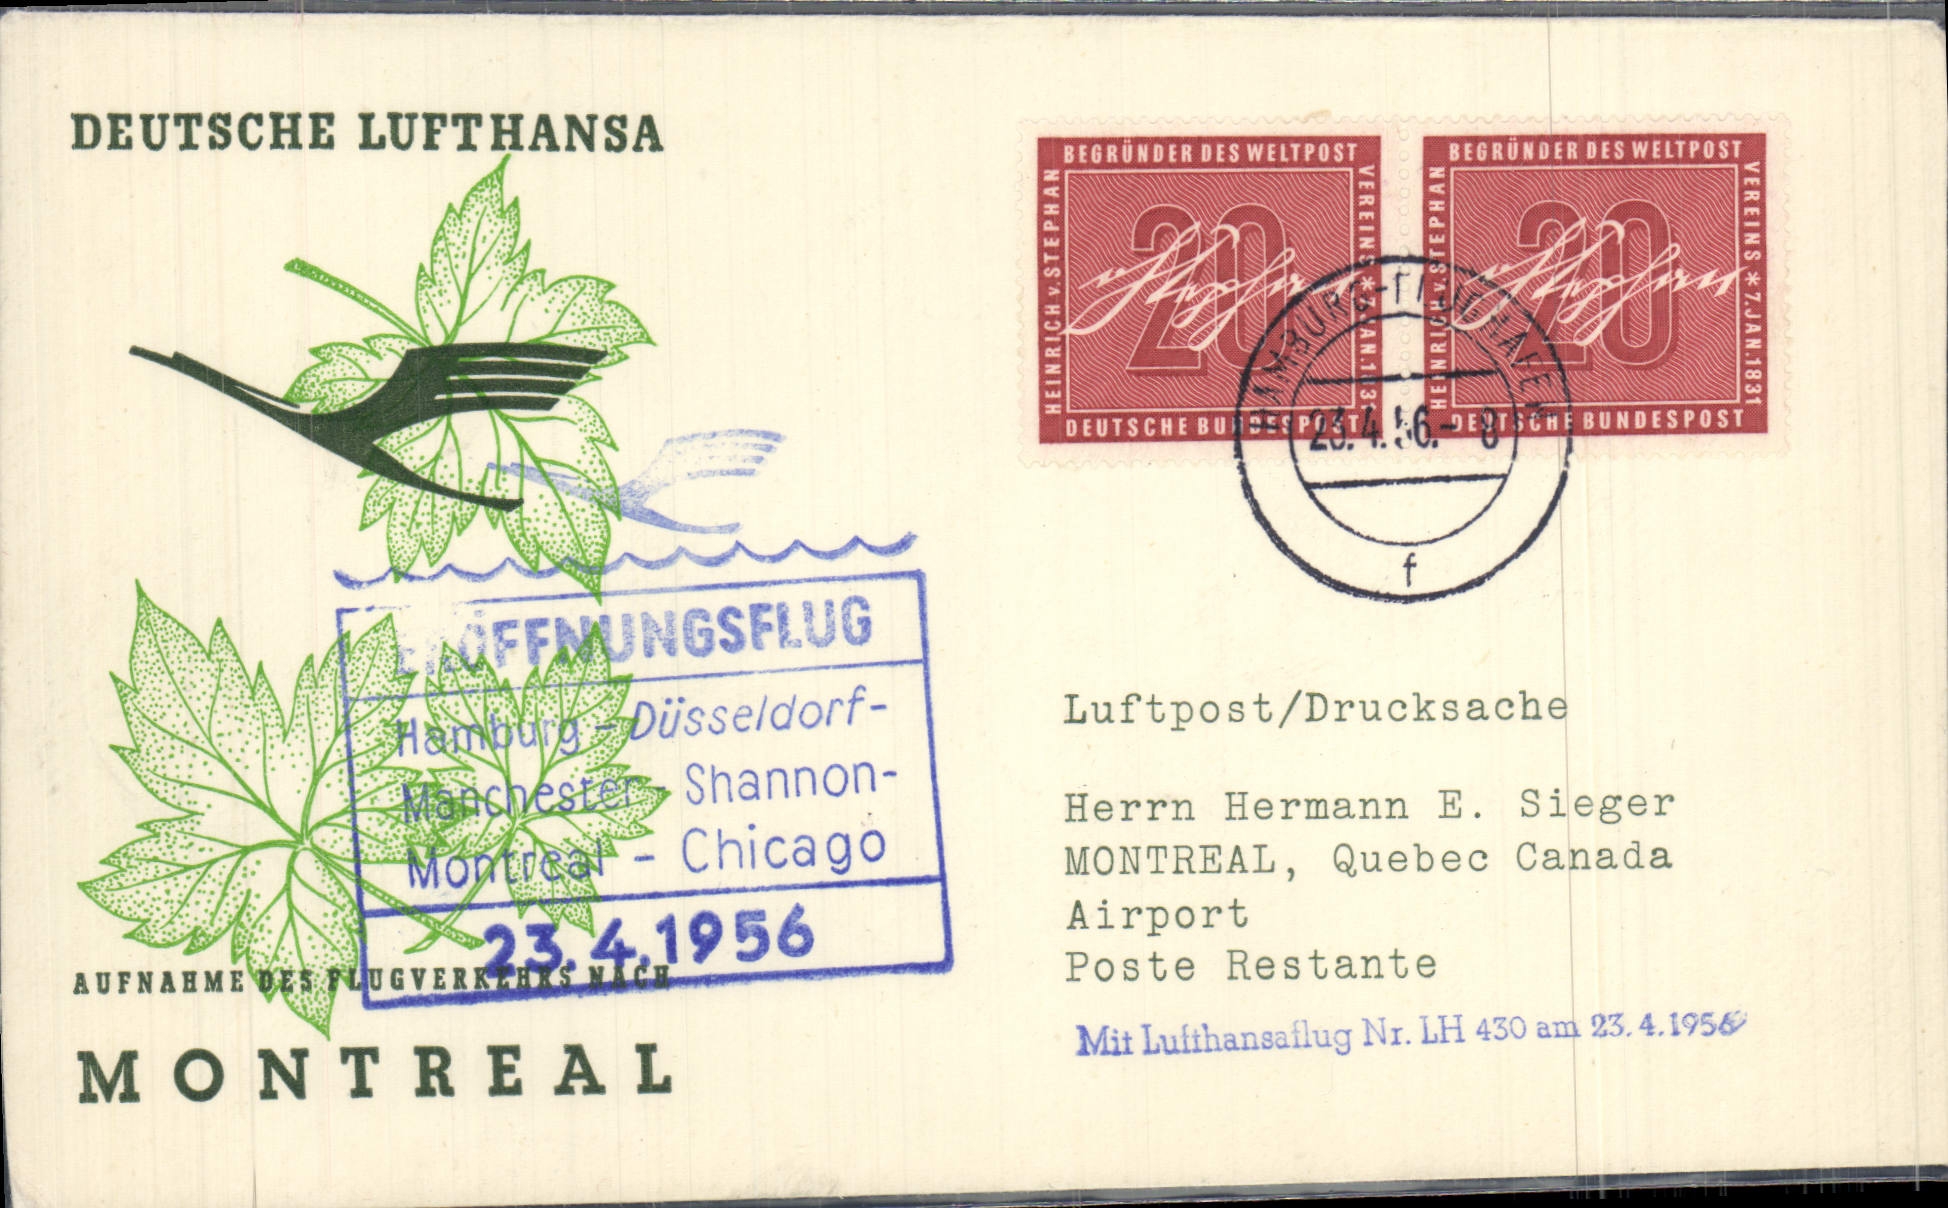 DEUTSCHE LUFTHANSA
BEGRÜNDER DES WELTPOST
VEREINS * 7.JAN.1831
HEINRICH v. STEPHAN
20
DEUTSCHE BUNDESPOST
BEGRÜNDER DES WELTPOST
VEREINS * 7.JAN.1831
HEINRICH v. STEPHAN
20
DEUTSCHE BUNDESPOST
HAMBURG-FLUGHAFEN
23.4.56.-8
f
ERÖFFNUNGSFLUG
Hamburg - Düsseldorf-
Manchester - Shannon-
Montreal - Chicago
23.4.1956
AUFNAHME DES FLUGVERKEHRS NACH
MONTREAL
Luftpost/Drucksache
Herrn Hermann E. Sieger
MONTREAL, Quebec Canada
Airport
Poste Restante
Mit Lufthansaflug Nr. LH 430 am 23.4.1956